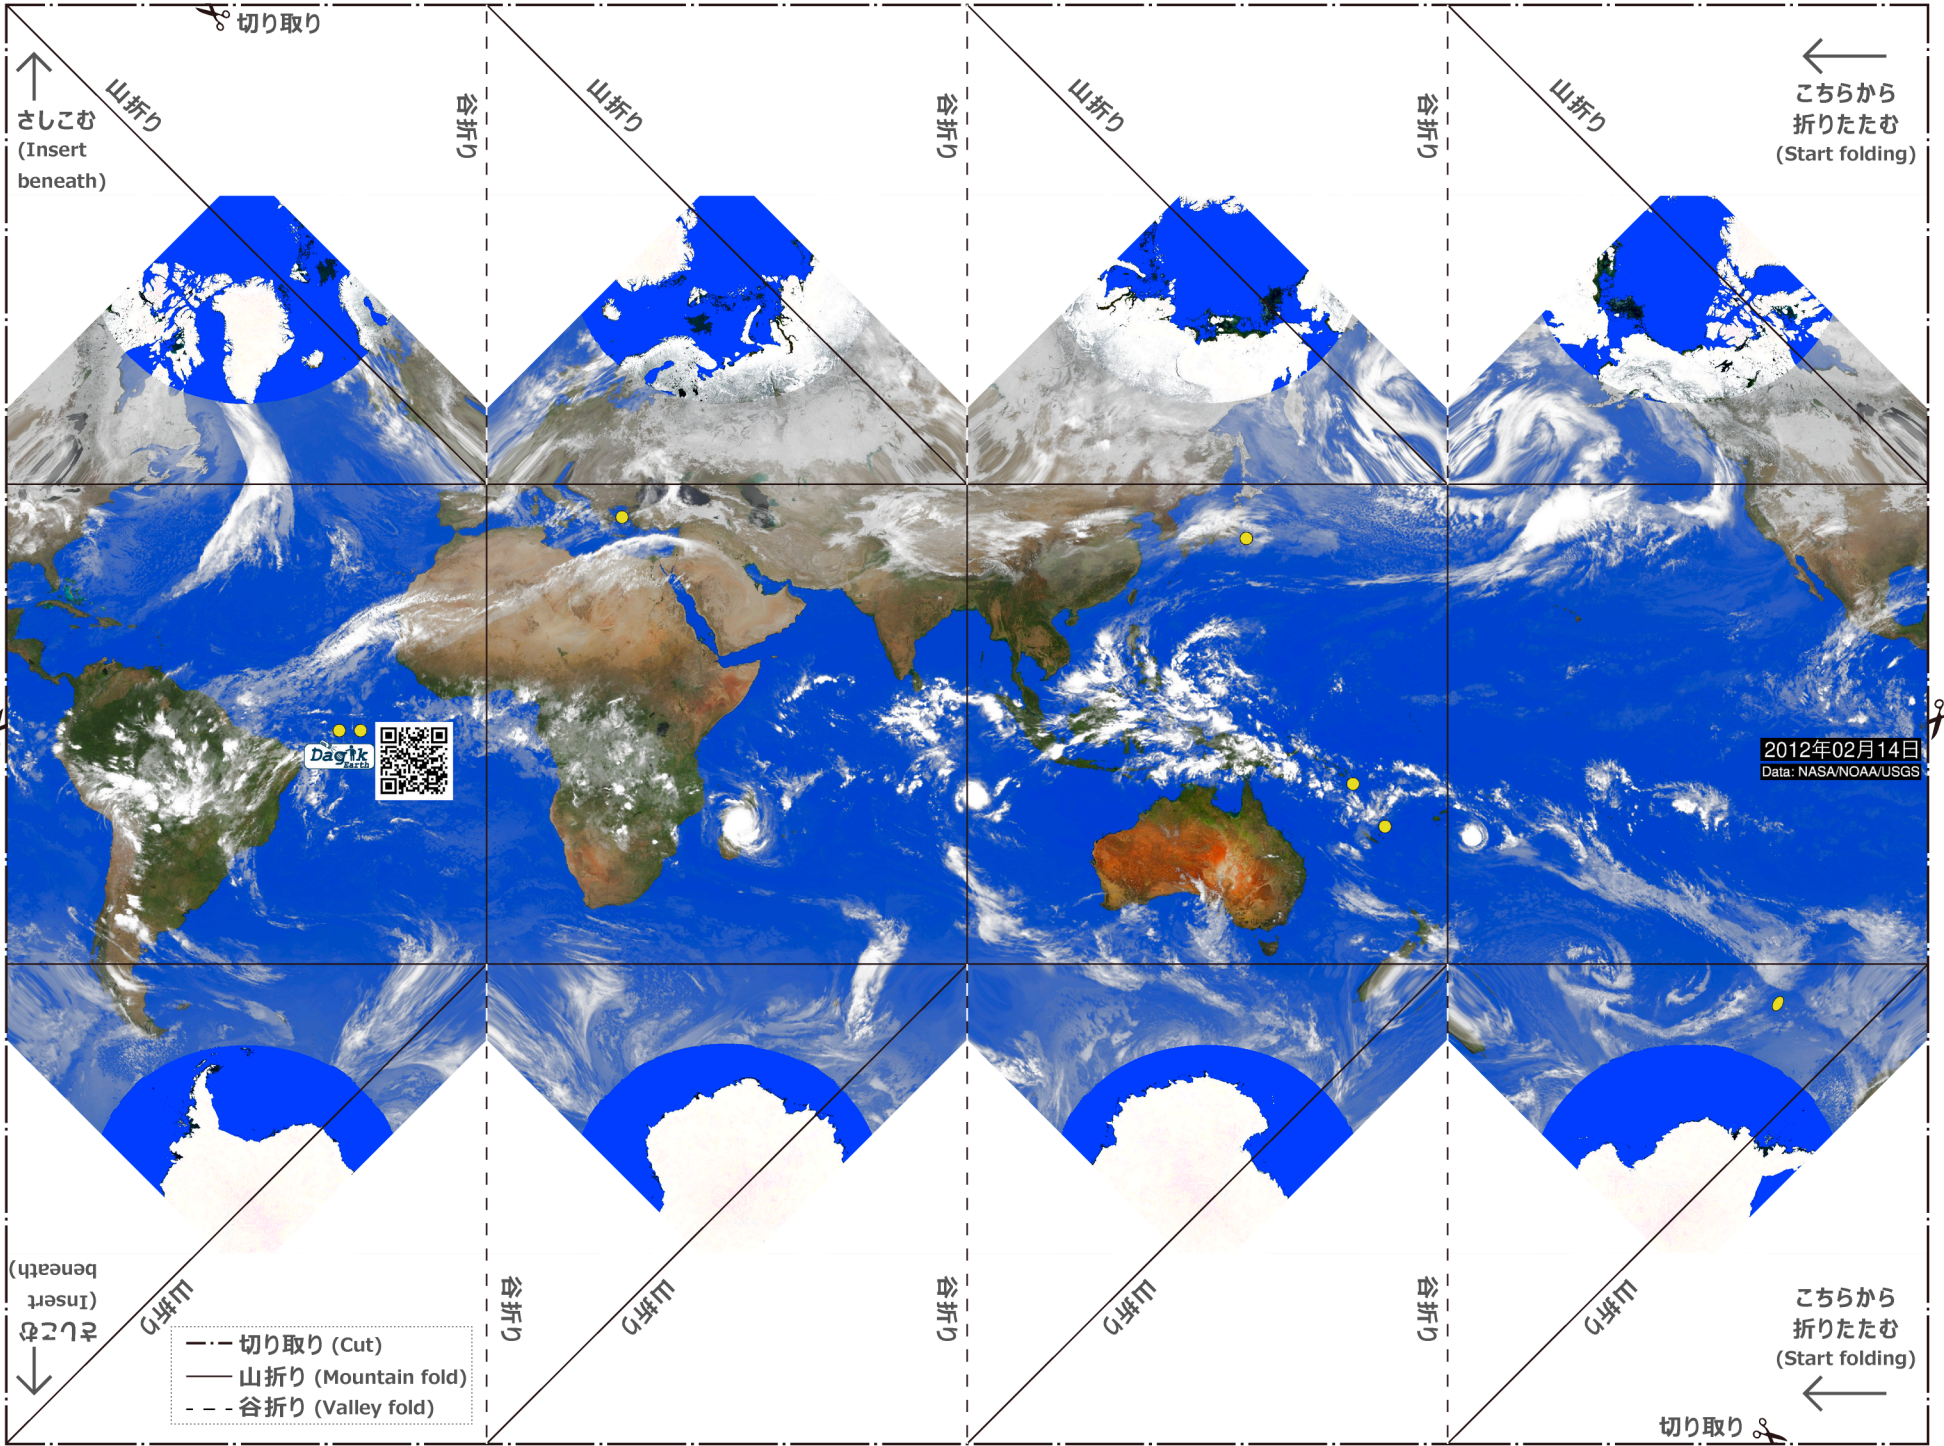 切り取り
さしこむ
(Insert
beneath)
山折り
谷折り
山折り
谷折り
山折り
谷折り
山折り
こちらから
折りたたむ
(Start folding)
Dagik
Earth
2012年02月14日
Data: NASA/NOAA/USGS
さしこむ
(Insert
beneath)
山折り
谷折り
山折り
谷折り
山折り
谷折り
山折り
こちらから
折りたたむ
(Start folding)
切り取り (Cut)
山折り (Mountain fold)
谷折り (Valley fold)
切り取り